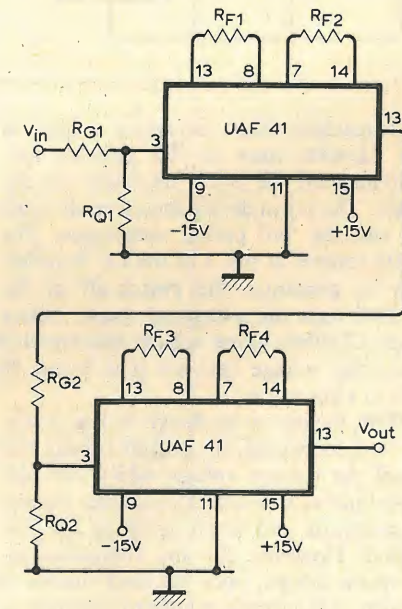 RF1 RF2
13 8 7 14
13
Vin RG1 3 UAF 41
RQ1
9 11 15
-15V +15V
RF3 RF4
RG2
13 8 7 14
13
3 UAF 41 Vout
RQ2
9 11 15
-15V +15V